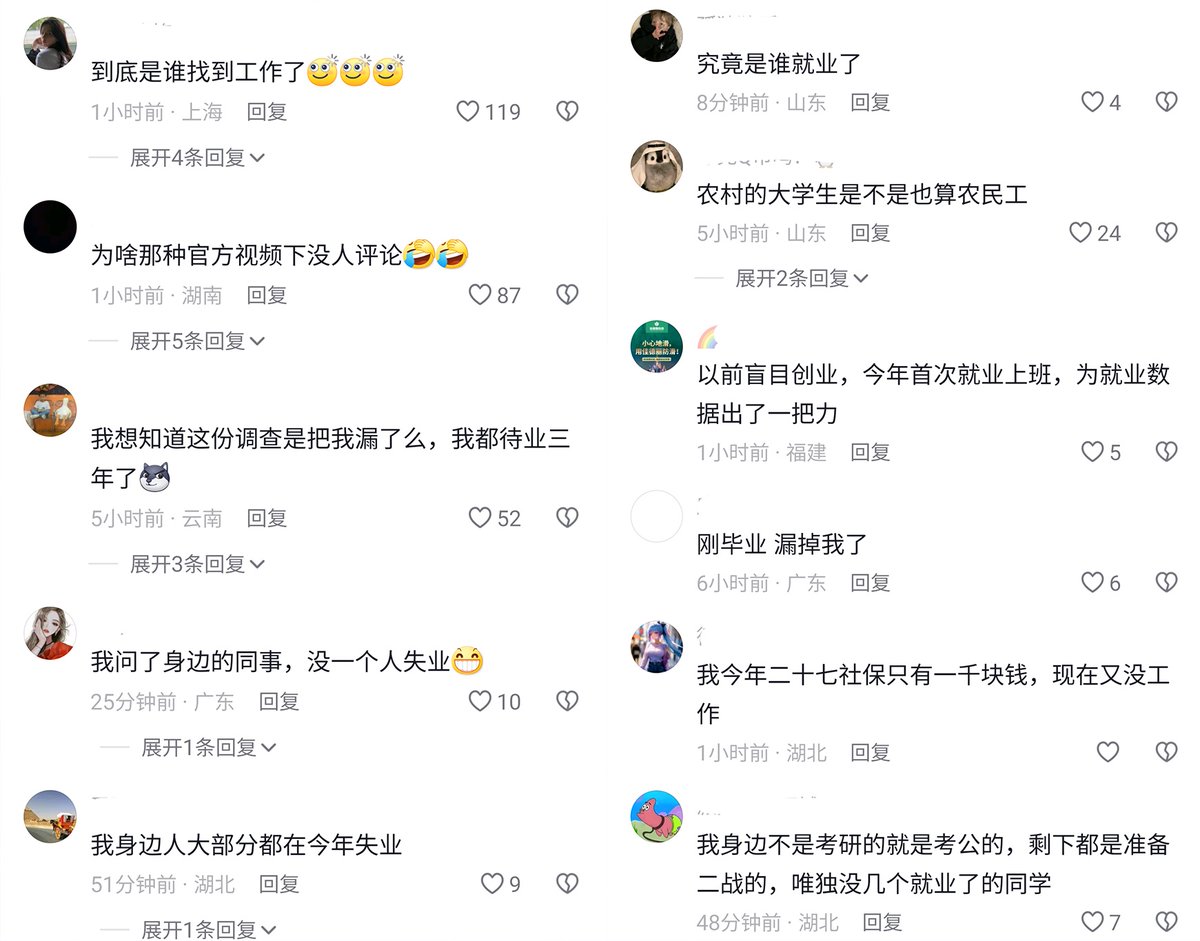 到底是谁找到工作了
1小时前 · 上海 回复 119
展开4条回复
为啥那种官方视频下没人评论
1小时前 · 湖南 回复 87
展开5条回复
我想知道这份调查是把我漏了么，我都待业三
年了
5小时前 · 云南 回复 52
展开3条回复
我问了身边的同事，没一个人失业
25分钟前 · 广东 回复 10
展开1条回复
我身边人大部分都在今年失业
51分钟前 · 湖北 回复 9
展开1条回复
究竟是谁就业了
8分钟前 · 山东 回复 4
农村的大学生是不是也算农民工
5小时前 · 山东 回复 24
展开2条回复
小心地滑，
以前盲目创业，今年首次就业上班，为就业数
据出了一把力
1小时前 · 福建 回复 5
刚毕业 漏掉我了
6小时前 · 广东 回复 6
我今年二十七社保只有一千块钱，现在又没工
作
1小时前 · 湖北 回复
我身边不是考研的就是考公的，剩下都是准备
二战的，唯独没几个就业了的同学
48分钟前 · 湖北 回复 7